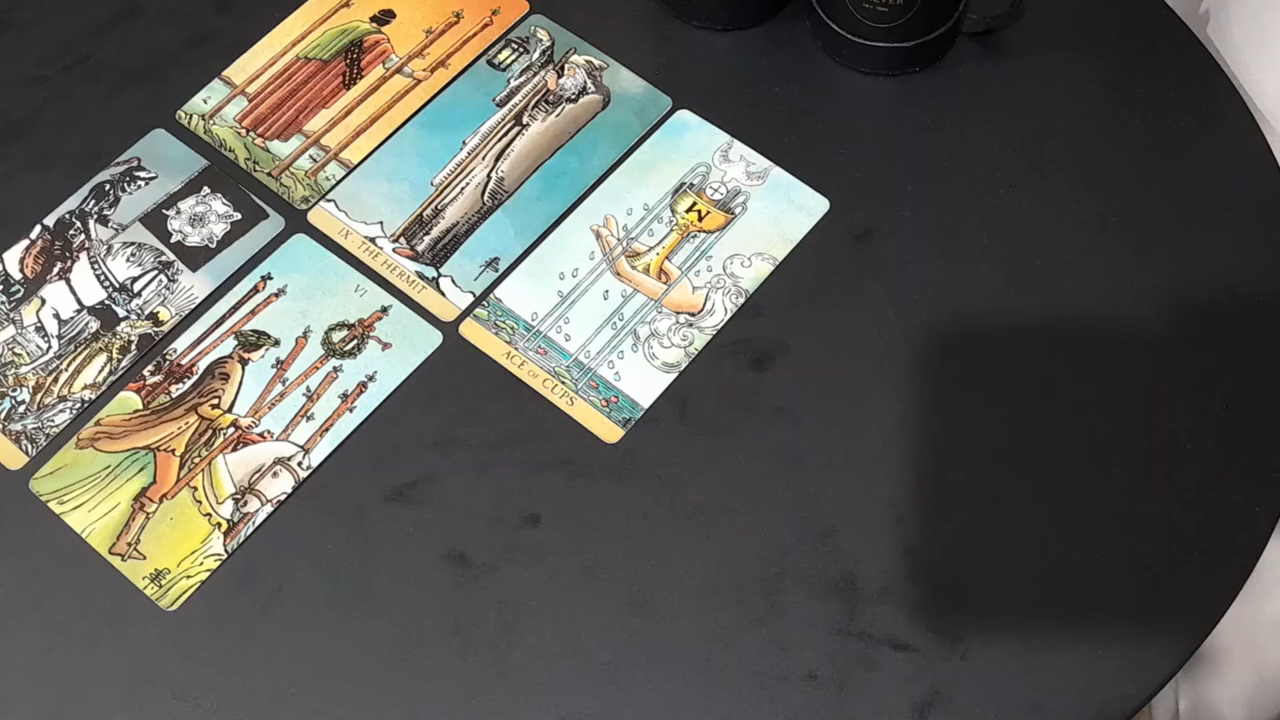 IX · THE HERMIT
ACE OF CUPS
VI
M